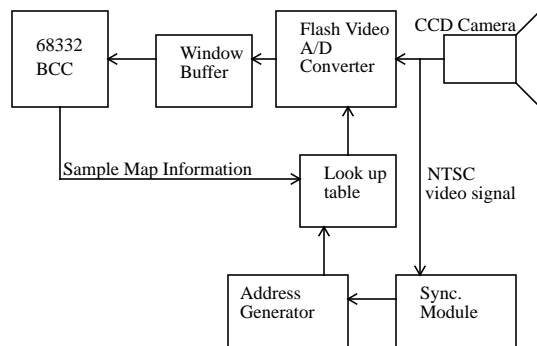 68332
BCC
Window
Buffer
Flash Video
A/D
Converter
CCD Camera
Sample Map Information
Look up
table
NTSC
video signal
Address
Generator
Sync.
Module